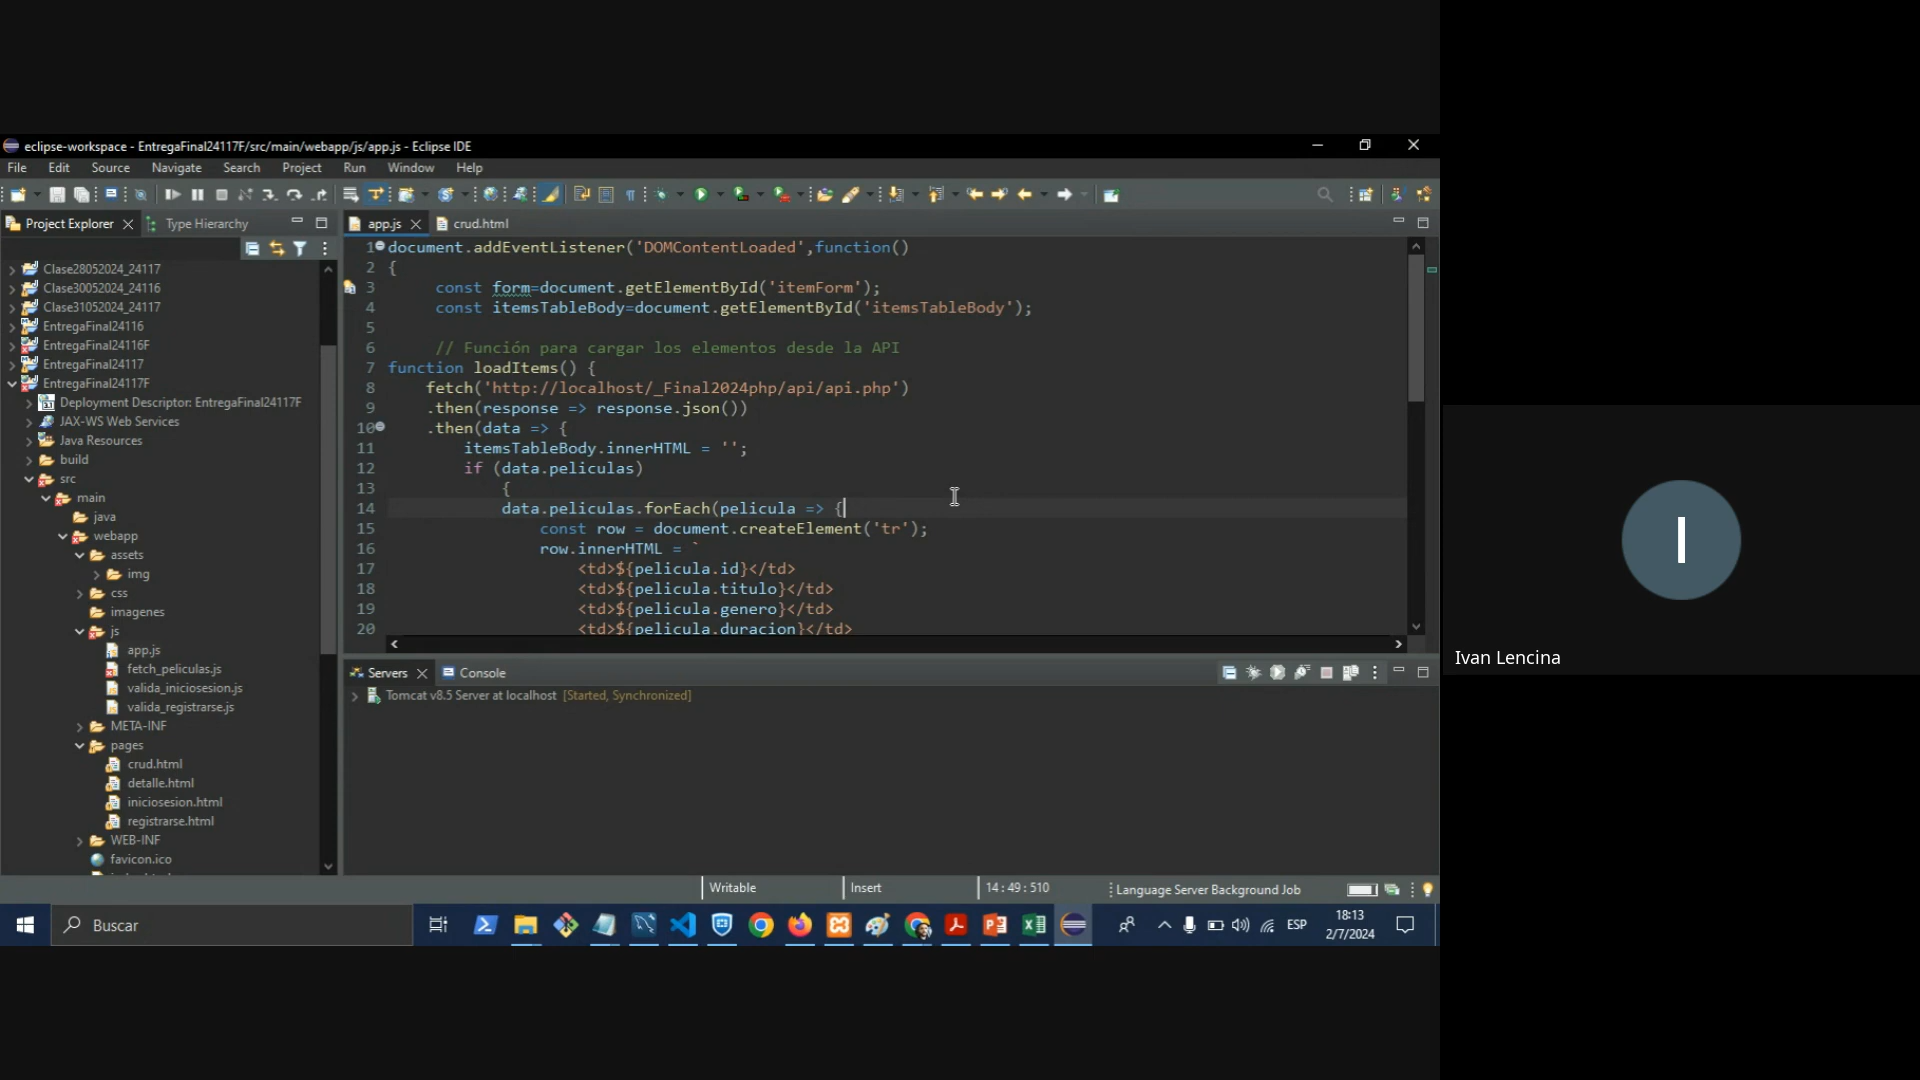 eclipse-workspace - EntregaFinal24117F/src/main/webapp/js/app.js - Eclipse IDE
File Edit Source Navigate Search Project Run Window Help
Project Explorer Type Hierarchy
app.js crud.html
Clase28052024_24117
Clase30052024_24116
Clase31052024_24117
EntregaFinal24116
EntregaFinal24116F
EntregaFinal24117
EntregaFinal24117F
Deployment Descriptor: EntregaFinal24117F
JAX-WS Web Services
Java Resources
build
src
main
java
webapp
assets
img
css
imagenes
js
app.js
fetch_peliculas.js
valida_iniciosesion.js
valida_registrarse.js
META-INF
pages
crud.html
detalle.html
iniciosesion.html
registrarse.html
WEB-INF
favicon.ico
1 document.addEventListener('DOMContentLoaded',function()
2 {
3 const form=document.getElementById('itemForm');
4 const itemsTableBody=document.getElementById('itemsTableBody');
5
6 // Función para cargar los elementos desde la API
7 function loadItems() {
8 fetch('http://localhost/_Final2024php/api/api.php')
9 .then(response => response.json())
10 .then(data => {
11 itemsTableBody.innerHTML = '';
12 if (data.peliculas)
13 {
14 data.peliculas.forEach(pelicula => {
15 const row = document.createElement('tr');
16 row.innerHTML = `
17 <td>${pelicula.id}</td>
18 <td>${pelicula.titulo}</td>
19 <td>${pelicula.genero}</td>
20 <td>${pelicula.duracion}</td>
Servers Console
Tomcat v8.5 Server at localhost [Started, Synchronized]
Writable Insert 14 : 49 : 510 Language Server Background Job
Buscar
ESP
18:13
2/7/2024
I
Ivan Lencina